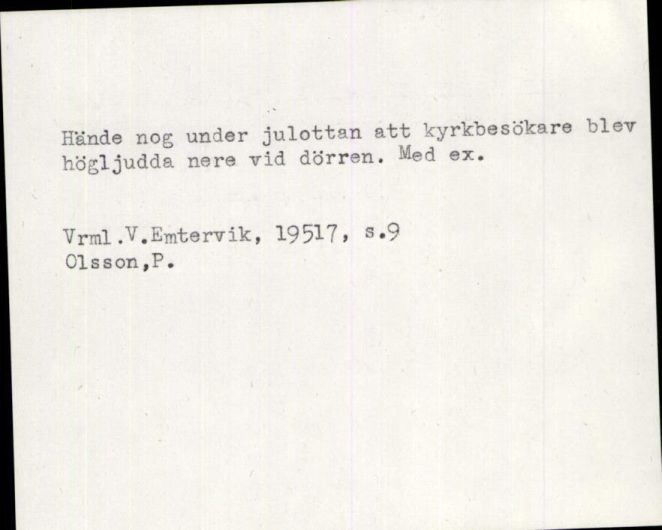 Hände nog under julottan att kyrkbesökare blev
högljudda nere vid dörren. Med ex.
Vrml.V.Emtervik, 19517, s.9
Olsson,P.